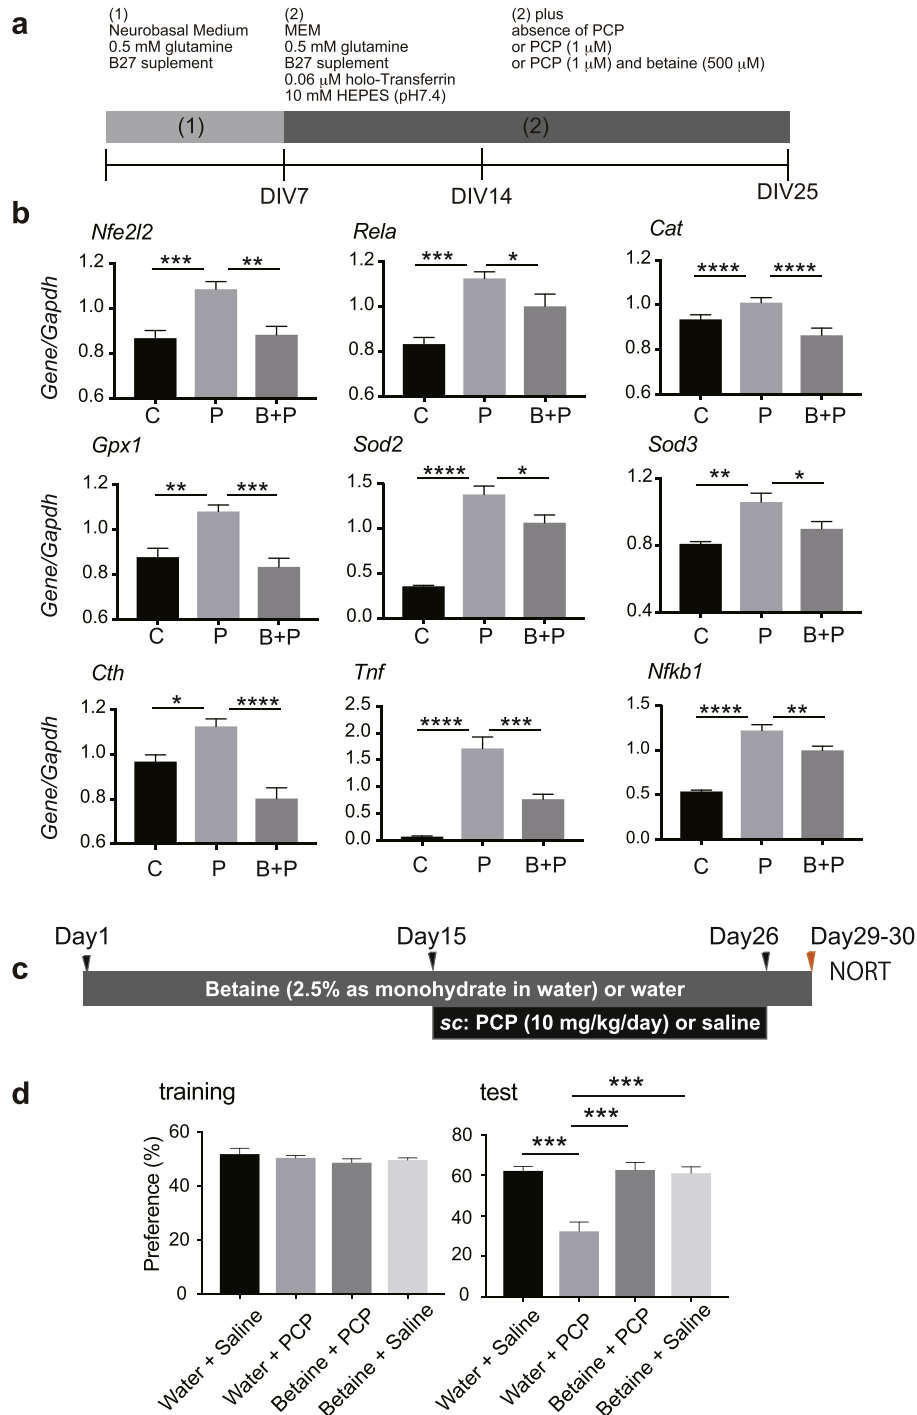 a
(1)
Neurobasal Medium
0.5 mM glutamine
B27 suplement
(2)
MEM
0.5 mM glutamine
B27 suplement
0.06 μM holo-Transferrin
10 mM HEPES (pH7.4)
(2) plus
absence of PCP
or PCP (1 μM)
or PCP (1 μM) and betaine (500 μM)
(1)
(2)
DIV7
DIV14
DIV25
b
Nfe2l2
Gene/Gapdh
1.2
1.0
0.8
0.6
*** **
C P B+P
Rela
1.2
1.0
0.8
0.6
*** *
C P B+P
Cat
1.2
1.0
0.8
0.6
**** ****
C P B+P
Gpx1
Gene/Gapdh
1.2
1.0
0.8
0.6
** ***
C P B+P
Sod2
1.5
1.0
1.5
0.0
**** *
C P B+P
Sod3
1.2
0.8
0.4
** *
C P B+P
Cth
Gene/Gapdh
1.2
1.0
0.8
0.6
* ****
C P B+P
Tnf
2.5
2.0
1.5
1.0
0.5
0.0
**** ***
C P B+P
Nfkb1
1.5
1.0
0.5
0.0
**** **
C P B+P
c
Day1
Day15
Day26
Day29-30
NORT
Betaine (2.5% as monohydrate in water) or water
sc: PCP (10 mg/kg/day) or saline
d
training
Preference (%)
60
40
20
0
Water + Saline
Water + PCP
Betaine + PCP
Betaine + Saline
test
80
60
40
20
0
***
***
***
Water + Saline
Water + PCP
Betaine + PCP
Betaine + Saline